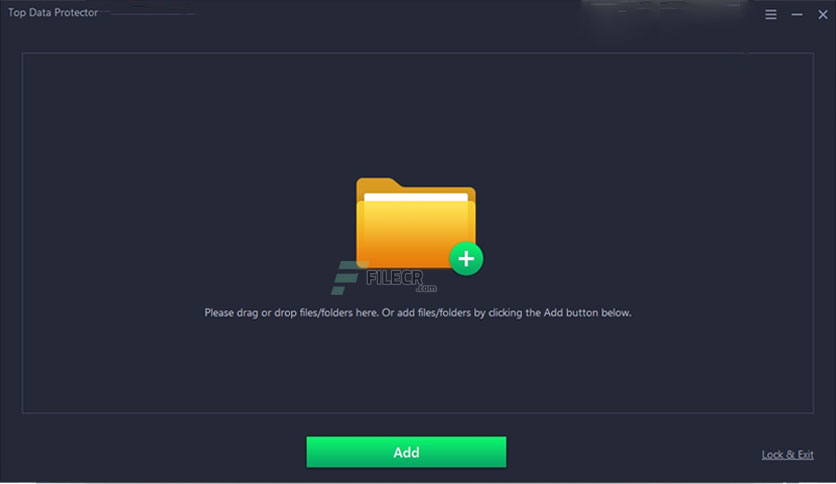 Top Data Protector
FILECR
.com
Please drag or drop files/folders here. Or add files/folders by clicking the Add button below.
Add
Lock & Exit